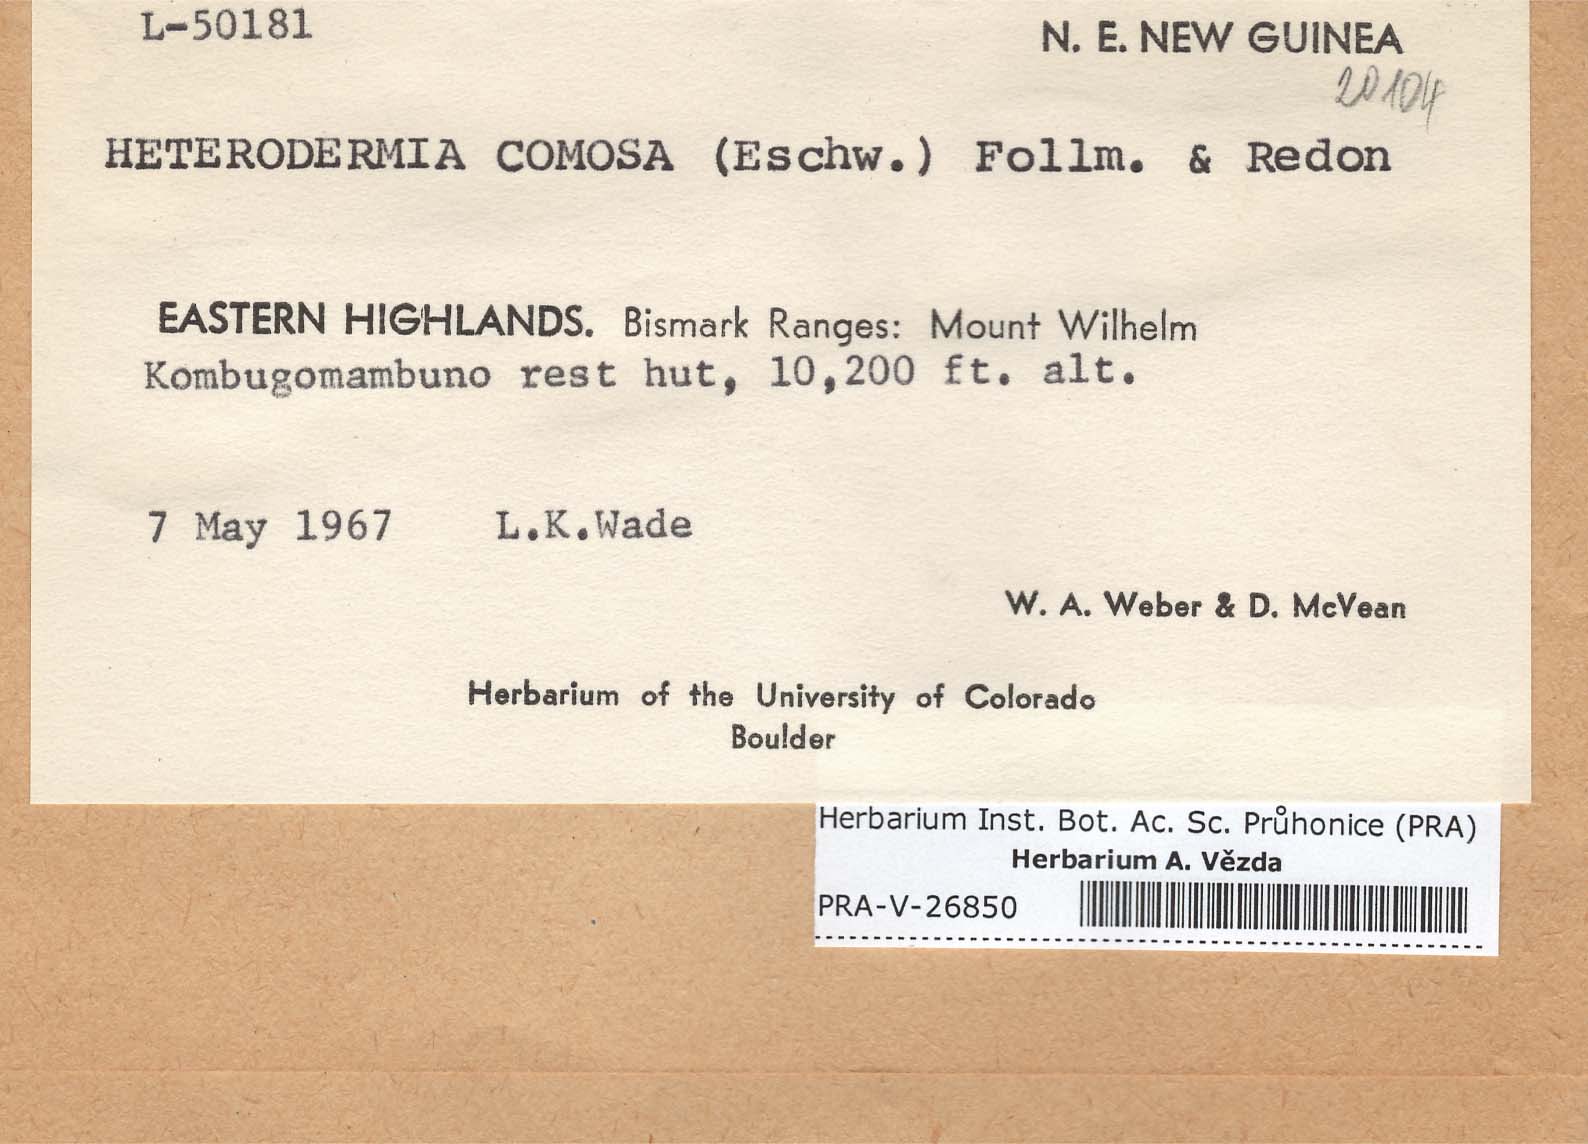 L-50181
N. E. NEW GUINEA
20104
HETERODERMIA COMOSA (Eschw.) Follm. & Redon
EASTERN HIGHLANDS. Bismark Ranges: Mount Wilhelm
Kombugomambuno rest hut, 10,200 ft. alt.
7 May 1967 L.K.Wade
W. A. Weber & D. McVean
Herbarium of the University of Colorado
Boulder
Herbarium Inst. Bot. Ac. Sc. Průhonice (PRA)
Herbarium A. Vězda
PRA-V-26850